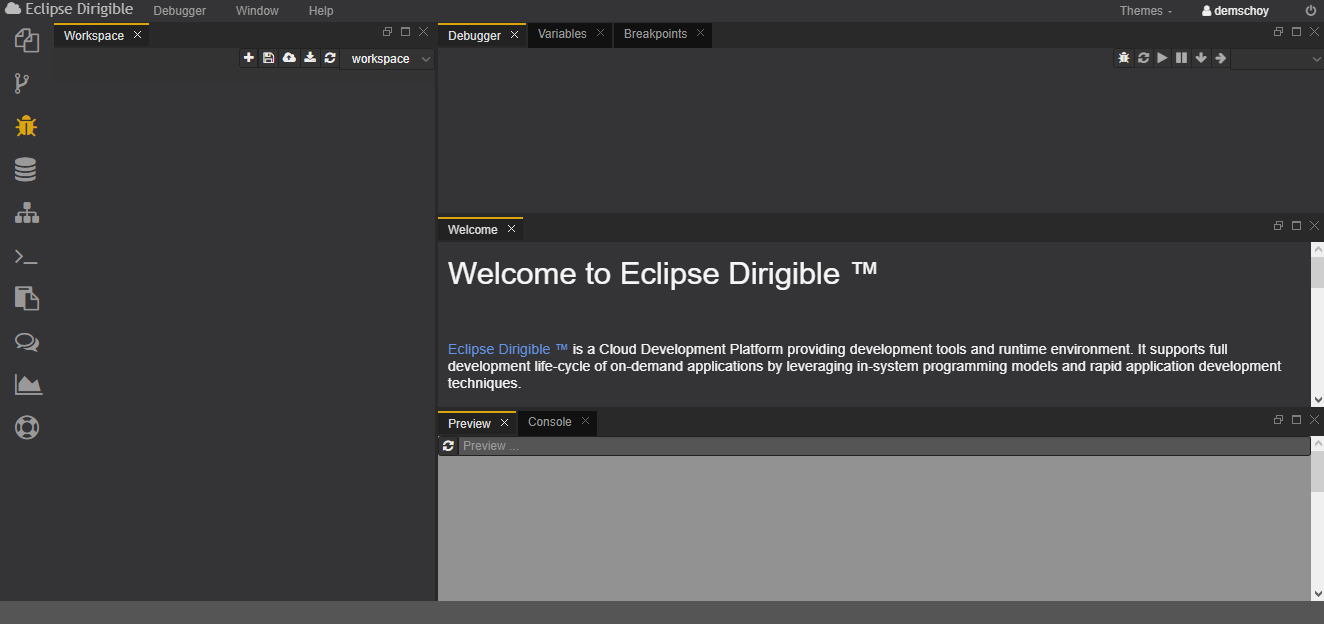 Eclipse Dirigible Debugger Window Help Themes demschoy
Workspace
workspace
Debugger Variables Breakpoints
Welcome
Welcome to Eclipse Dirigible ™
Eclipse Dirigible ™ is a Cloud Development Platform providing development tools and runtime environment. It supports full
development life-cycle of on-demand applications by leveraging in-system programming models and rapid application development
techniques.
Preview Console
Preview ...